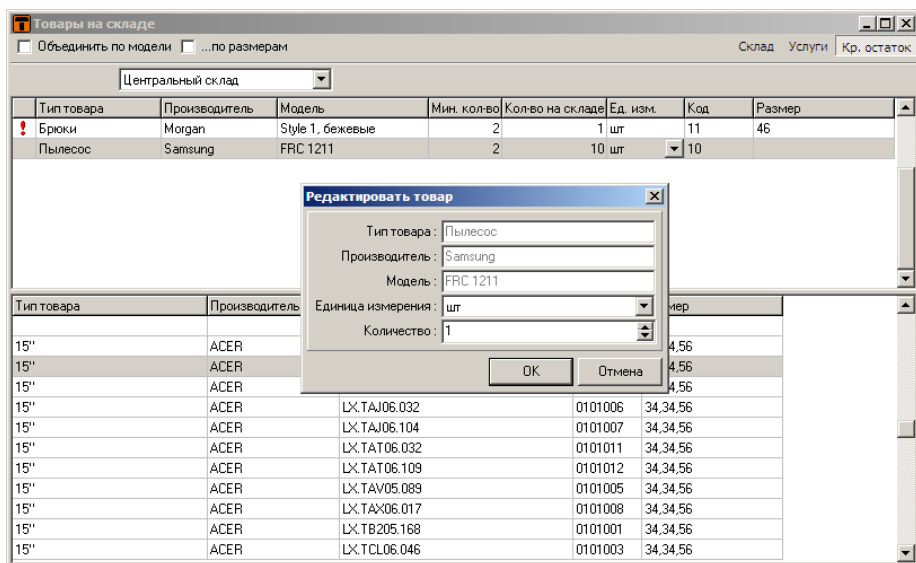 Товары на складе
Объединить по модели ...по размерам Склад Услуги Кр. остаток
Центральный склад
Тип товара Производитель Модель Мин. кол-во Кол-во на складе Ед. изм. Код Размер
! Брюки Morgan Style 1, бежевые 2 1 шт 11 46
Пылесос Samsung FRC 1211 2 10 шт 10
Редактировать товар
Тип товара : Пылесос
Производитель : Samsung
Модель : FRC 1211
Единица измерения : шт
Количество : 1
OK Отмена
Тип товара Производитель
15'' ACER 4,56
15'' ACER 4,56
15'' ACER 4,56
15'' ACER LX.TAJ06.032 0101006 34,34,56
15'' ACER LX.TAJ06.104 0101007 34,34,56
15'' ACER LX.TAT06.032 0101011 34,34,56
15'' ACER LX.TAT06.109 0101012 34,34,56
15'' ACER LX.TAV05.089 0101005 34,34,56
15'' ACER LX.TAX06.017 0101008 34,34,56
15'' ACER LX.TB205.168 0101001 34,34,56
15'' ACER LX.TCL06.046 0101003 34,34,56